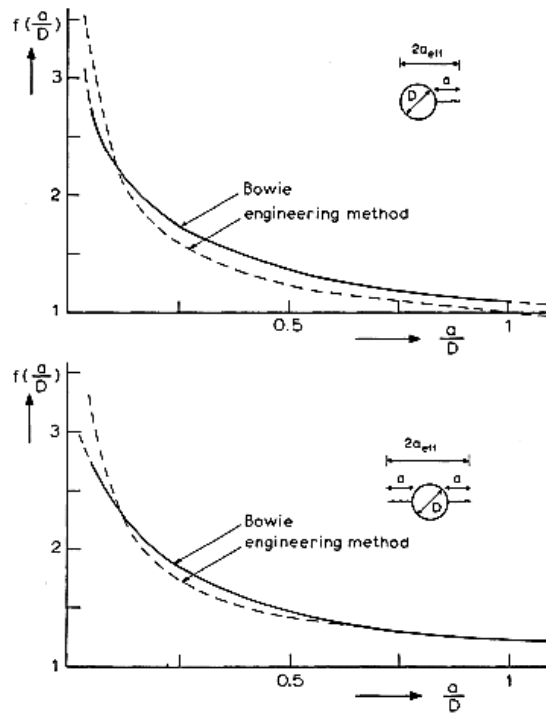 f(a/D)
3
2
1
2a_eff
a
D
Bowie
engineering method
0.5
1
a/D
f(a/D)
3
2
1
2a_eff
a a
D
Bowie
engineering method
0.5
1
a/D